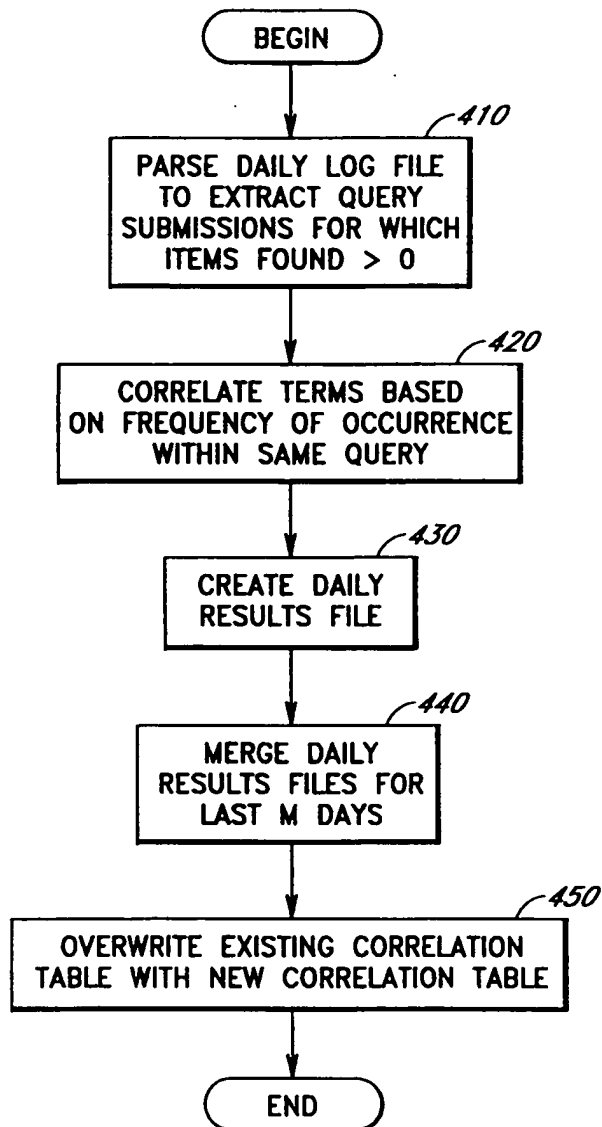 BEGIN
410
PARSE DAILY LOG FILE
TO EXTRACT QUERY
SUBMISSIONS FOR WHICH
ITEMS FOUND > 0
420
CORRELATE TERMS BASED
ON FREQUENCY OF OCCURRENCE
WITHIN SAME QUERY
430
CREATE DAILY
RESULTS FILE
440
MERGE DAILY
RESULTS FILES FOR
LAST M DAYS
450
OVERWRITE EXISTING CORRELATION
TABLE WITH NEW CORRELATION TABLE
END